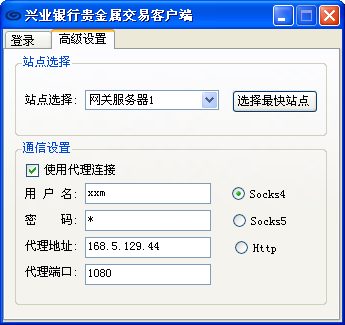 兴业银行贵金属交易客户端
登录 高级设置
站点选择
站点选择: 网关服务器1 选择最快站点
通信设置
使用代理连接
用 户 名: xxm Socks4
密 码: * Socks5
代理地址: 168.5.129.44 Http
代理端口: 1080